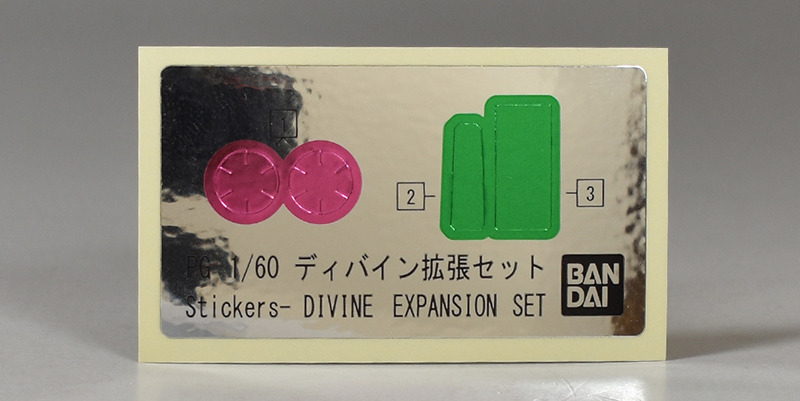 1
2
3
PG 1/60 ディバイン拡張セット
Stickers- DIVINE EXPANSION SET
BAN
DAI